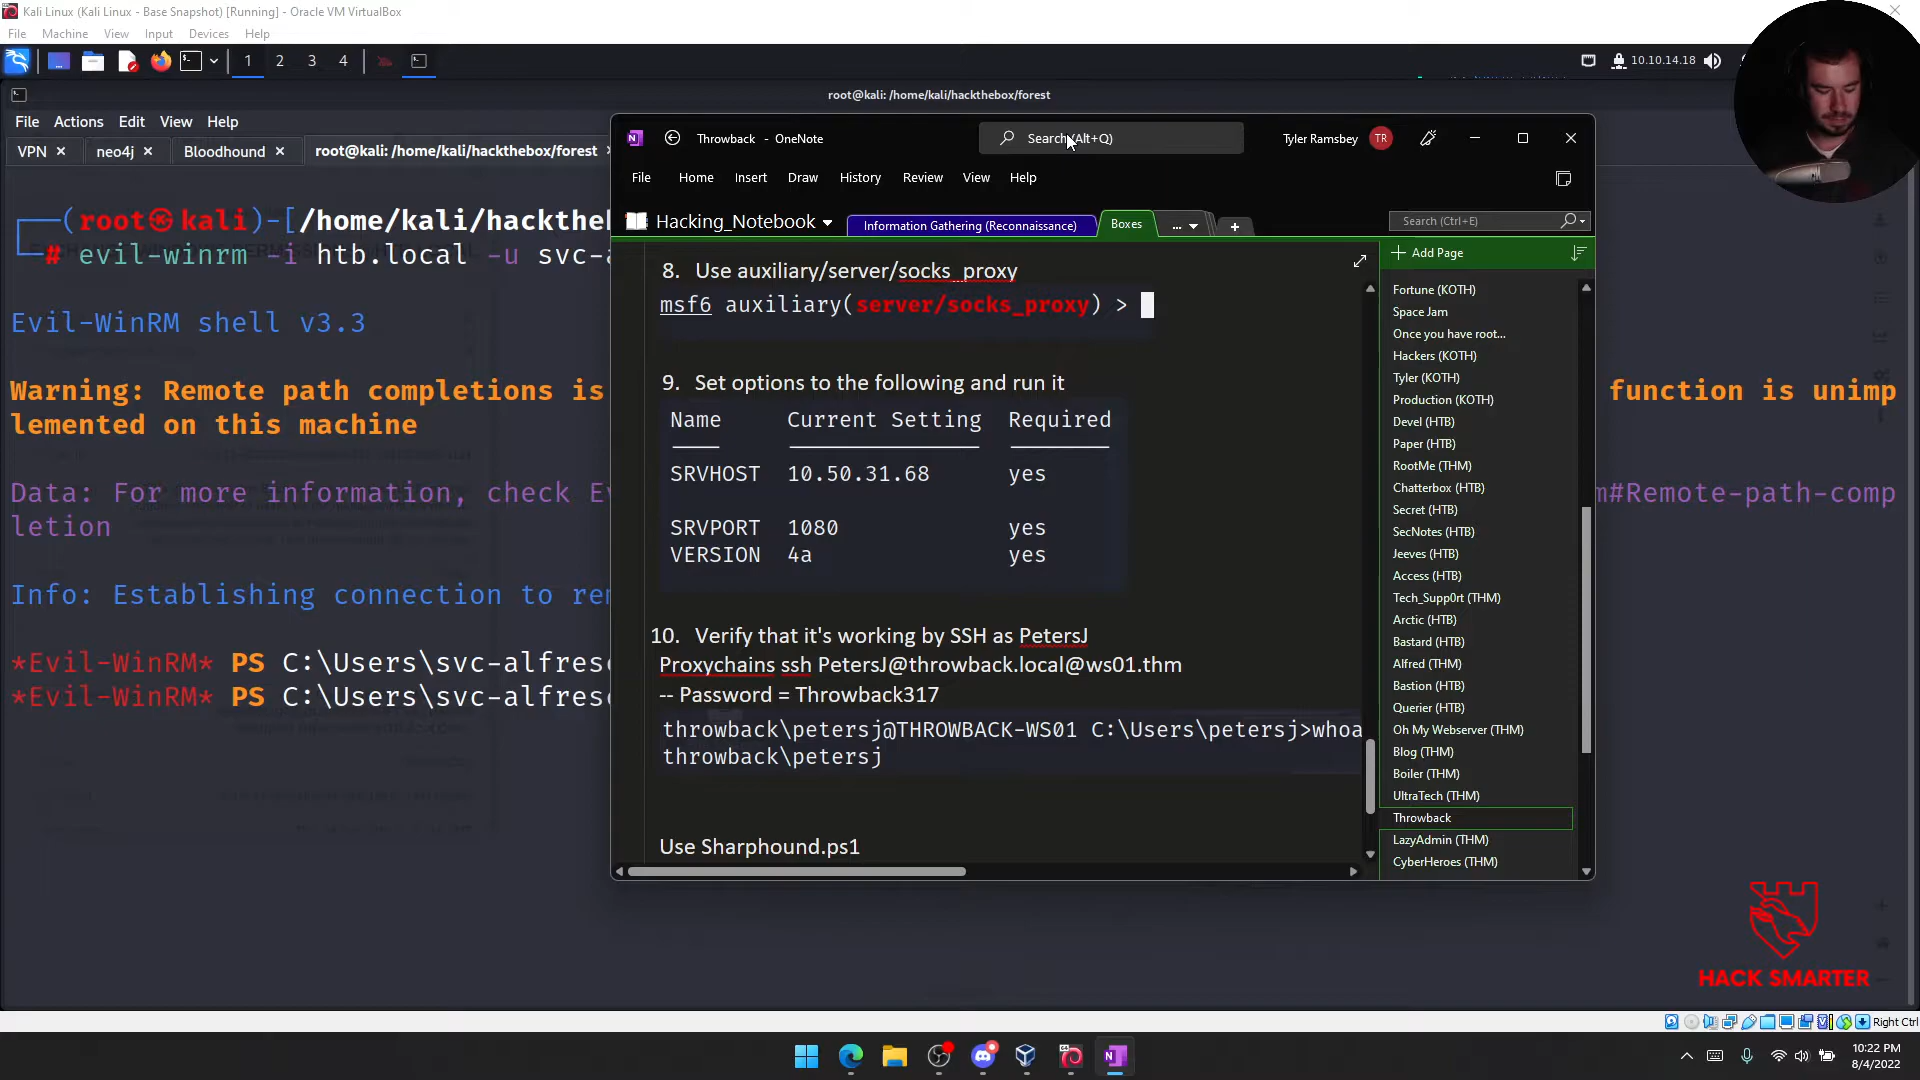 Kali Linux (Kali Linux - Base Snapshot) [Running] - Oracle VM VirtualBox
File Machine View Input Devices Help
1 2 3 4
10.10.14.18
root@kali: /home/kali/hackthebox/forest
File Actions Edit View Help
VPN
neo4j
Bloodhound
root@kali: /home/kali/hackthebox/forest
(root kali)-[/home/kali/hackthe
# evil-winrm -i htb.local -u svc-
Evil-WinRM shell v3.3
Warning: Remote path completions is
function is unimp
lemented on this machine
Data: For more information, check
m#Remote-path-comp
letion
Info: Establishing connection to
*Evil-WinRM* PS C:\Users\svc-alfresc
*Evil-WinRM* PS C:\Users\svc-alfresc
Throwback - OneNote
Search (Alt+Q)
Tyler Ramsbey
TR
File Home Insert Draw History Review View Help
Hacking_Notebook
Information Gathering (Reconnaissance)
Boxes
...
Search (Ctrl+E)
8. Use auxiliary/server/socks_proxy
msf6 auxiliary(server/socks_proxy) >
9. Set options to the following and run it
Name Current Setting Required
SRVHOST 10.50.31.68 yes
SRVPORT 1080 yes
VERSION 4a yes
10. Verify that it's working by SSH as PetersJ
Proxychains ssh PetersJ@throwback.local@ws01.thm
-- Password = Throwback317
throwback\petersj@THROWBACK-WS01 C:\Users\petersj>whoa
throwback\petersj
Use Sharphound.ps1
Add Page
Fortune (KOTH)
Space Jam
Once you have root...
Hackers (KOTH)
Tyler (KOTH)
Production (KOTH)
Devel (HTB)
Paper (HTB)
RootMe (THM)
Chatterbox (HTB)
Secret (HTB)
SecNotes (HTB)
Jeeves (HTB)
Access (HTB)
Tech_Supp0rt (THM)
Arctic (HTB)
Bastard (HTB)
Alfred (THM)
Bastion (HTB)
Querier (HTB)
Oh My Webserver (THM)
Blog (THM)
Boiler (THM)
UltraTech (THM)
Throwback
LazyAdmin (THM)
CyberHeroes (THM)
HACK SMARTER
Right Ctrl
10:22 PM
8/4/2022